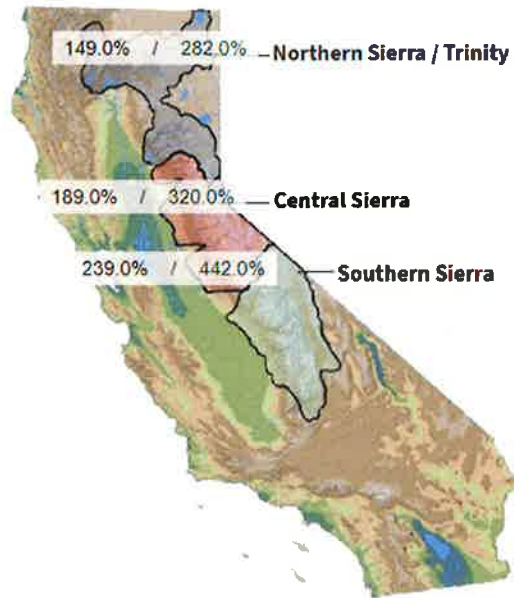 149.0% / 282.0% Northern Sierra / Trinity
189.0% / 320.0% Central Sierra
239.0% / 442.0% Southern Sierra